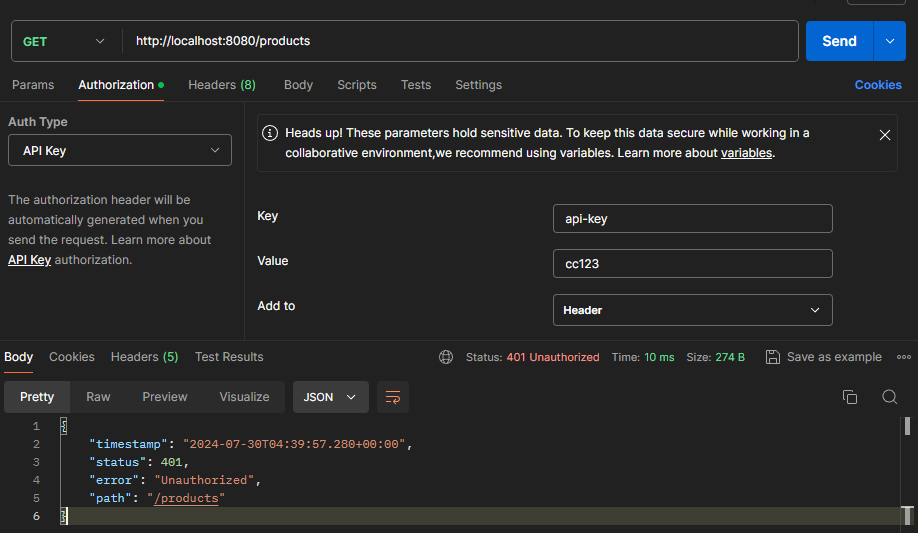 GET http://localhost:8080/products Send
Params Authorization Headers (8) Body Scripts Tests Settings Cookies
Auth Type
API Key
The authorization header will be
automatically generated when you
send the request. Learn more about
API Key authorization.
Heads up! These parameters hold sensitive data. To keep this data secure while working in a
collaborative environment,we recommend using variables. Learn more about variables.
Key api-key
Value cc123
Add to Header
Body Cookies Headers (5) Test Results Status: 401 Unauthorized Time: 10 ms Size: 274 B Save as example
Pretty Raw Preview Visualize JSON
1 {
2 "timestamp": "2024-07-30T04:39:57.280+00:00",
3 "status": 401,
4 "error": "Unauthorized",
5 "path": "/products"
6 }